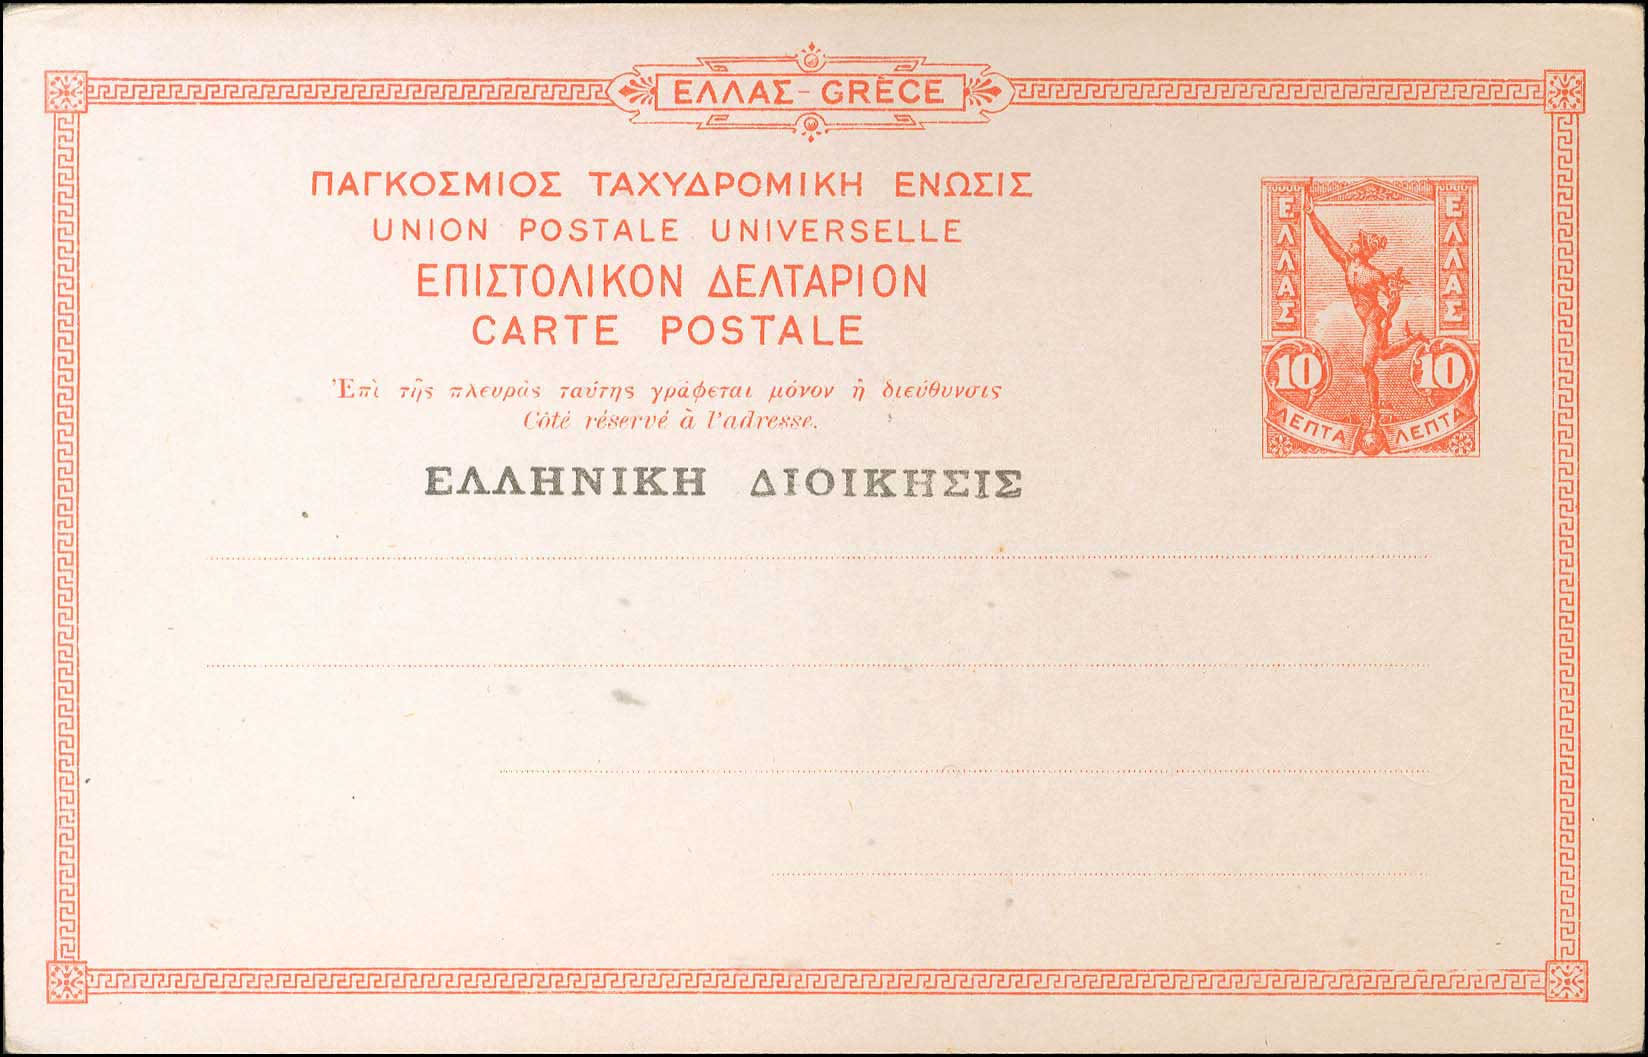 ΕΛΛΑΣ - GRÈCE
ΠΑΓΚΟΣΜΙΟΣ ΤΑΧΥΔΡΟΜΙΚΗ ΕΝΩΣΙΣ
UNION POSTALE UNIVERSELLE
ΕΠΙΣΤΟΛΙΚΟΝ ΔΕΛΤΑΡΙΟΝ
CARTE POSTALE
Ἐπὶ τῆς πλευρᾶς ταύτης γράφεται μόνον ἡ διεύθυνσις
Côté réservé à l'adresse.
ΕΛΛΗΝΙΚΗ ΔΙΟΙΚΗΣΙΣ
ΕΛΛΑΣ
ΕΛΛΑΣ
10 10
ΛΕΠΤΑ ΛΕΠΤΑ